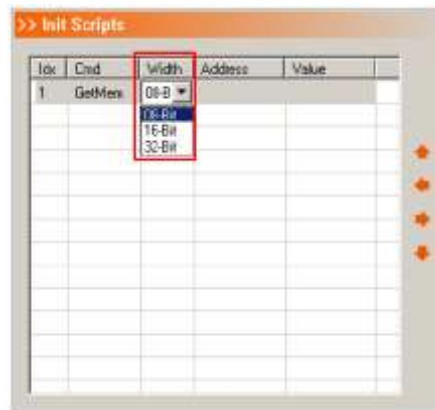 >> Init Scripts
Idx Cmd Width Address Value
1 GetMem 08-B
08-Bit
16-Bit
32-Bit